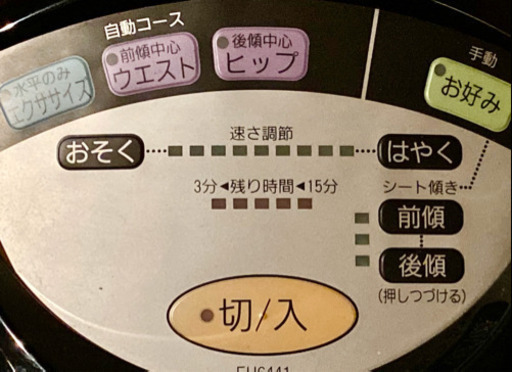 自動コース
手動
水平のみ
エクササイズ
前傾中心
ウエスト
後傾中心
ヒップ
お好み
速さ調節
おそく
はやく
3分◀残り時間◀15分
シート傾き
前傾
後傾
(押しつづける)
切/入
EU6441